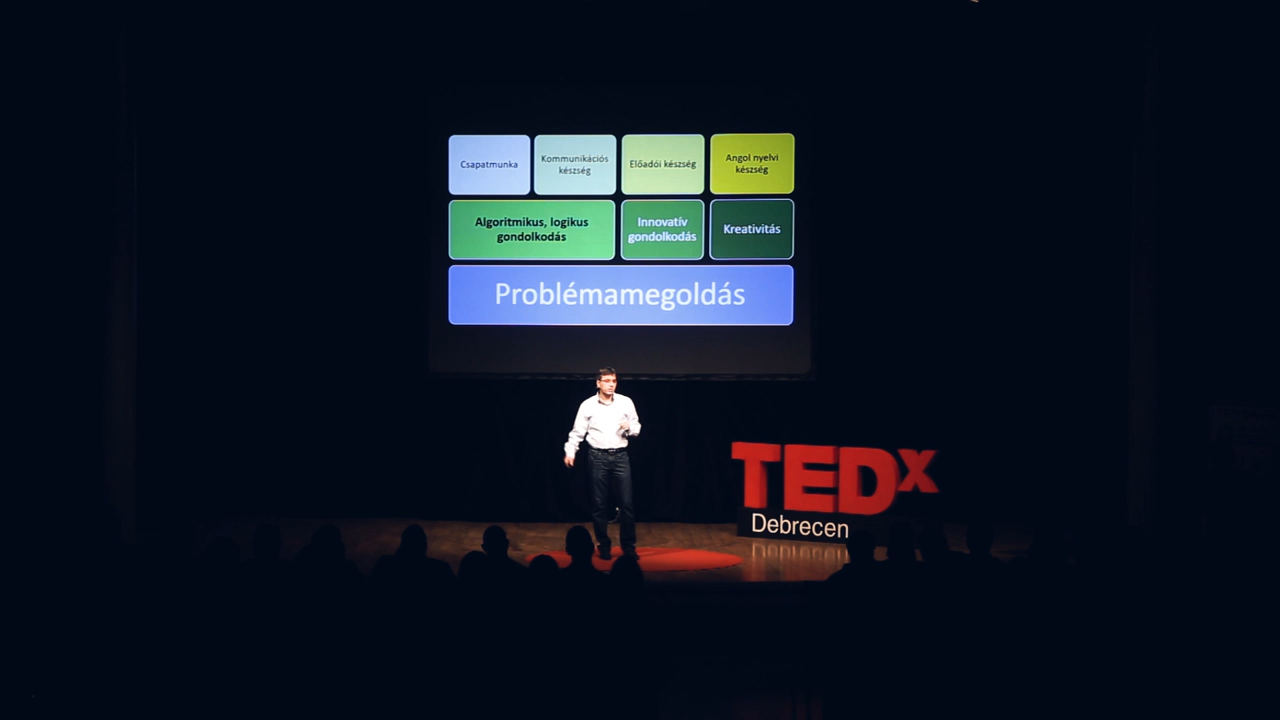 Csapatmunka
Kommunikációs
készség
Előadói készség
Angol nyelvi
készség
Algoritmikus, logikus
gondolkodás
Innovatív
gondolkodás
Kreativitás
Problémamegoldás
TEDx
Debrecen